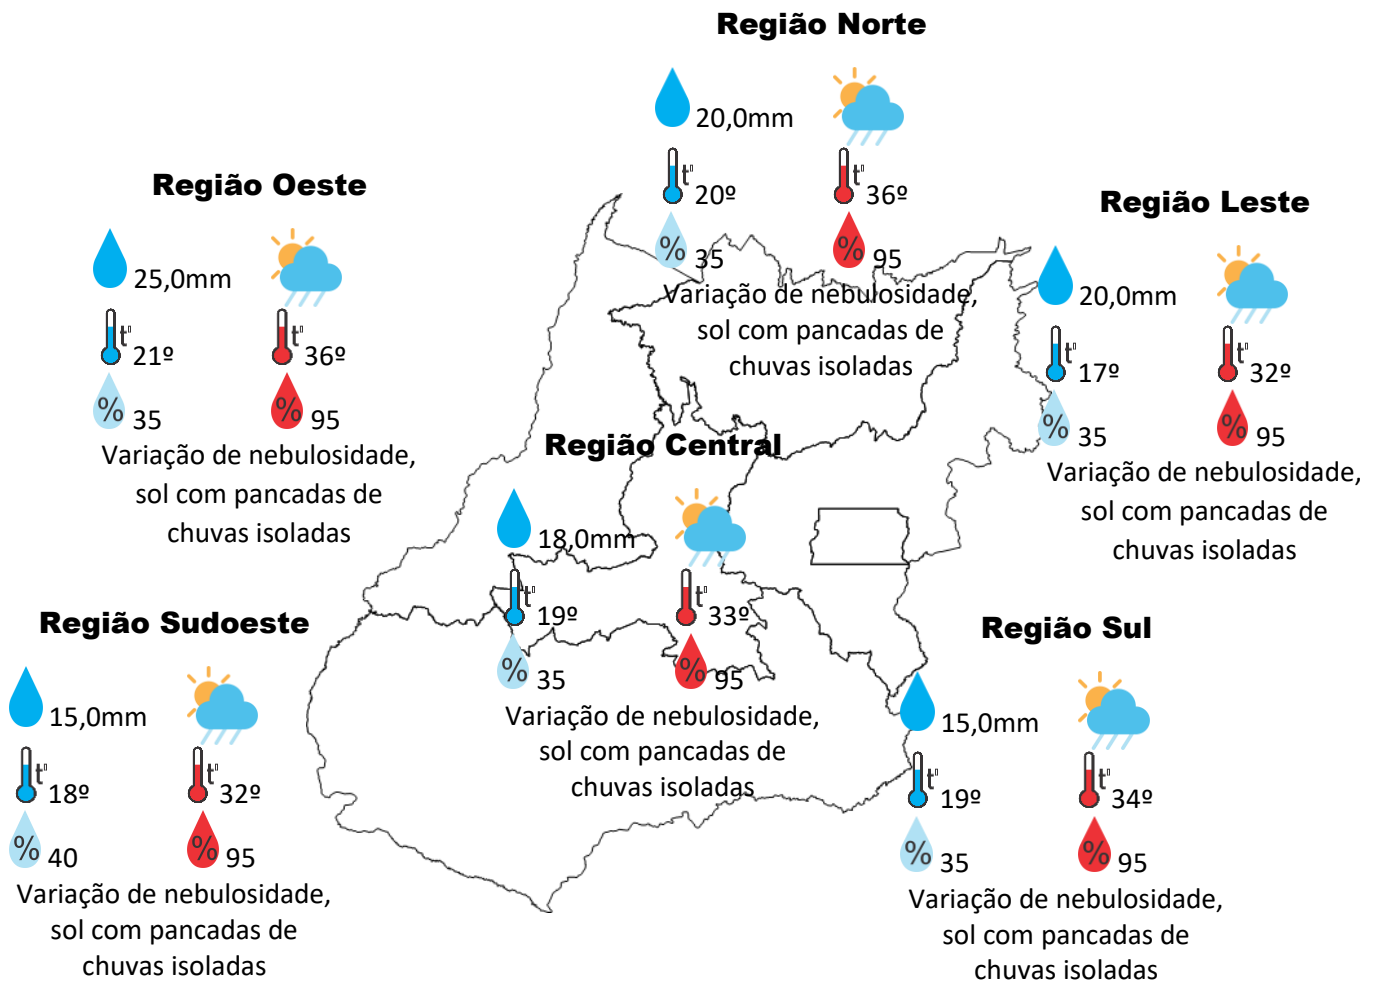 Região Norte
20,0mm
t°
20º
t°
36º
%
35
%
95
Variação de nebulosidade,
sol com pancadas de
chuvas isoladas
Região Oeste
25,0mm
t°
21º
t°
36º
%
35
%
95
Variação de nebulosidade,
sol com pancadas de
chuvas isoladas
Região Leste
20,0mm
t°
17º
t°
32º
%
35
%
95
Variação de nebulosidade,
sol com pancadas de
chuvas isoladas
Região Central
18,0mm
t°
19º
t°
33º
%
35
%
95
Variação de nebulosidade,
sol com pancadas de
chuvas isoladas
Região Sudoeste
15,0mm
t°
18º
t°
32º
%
40
%
95
Variação de nebulosidade,
sol com pancadas de
chuvas isoladas
Região Sul
15,0mm
t°
19º
t°
34º
%
35
%
95
Variação de nebulosidade,
sol com pancadas de
chuvas isoladas